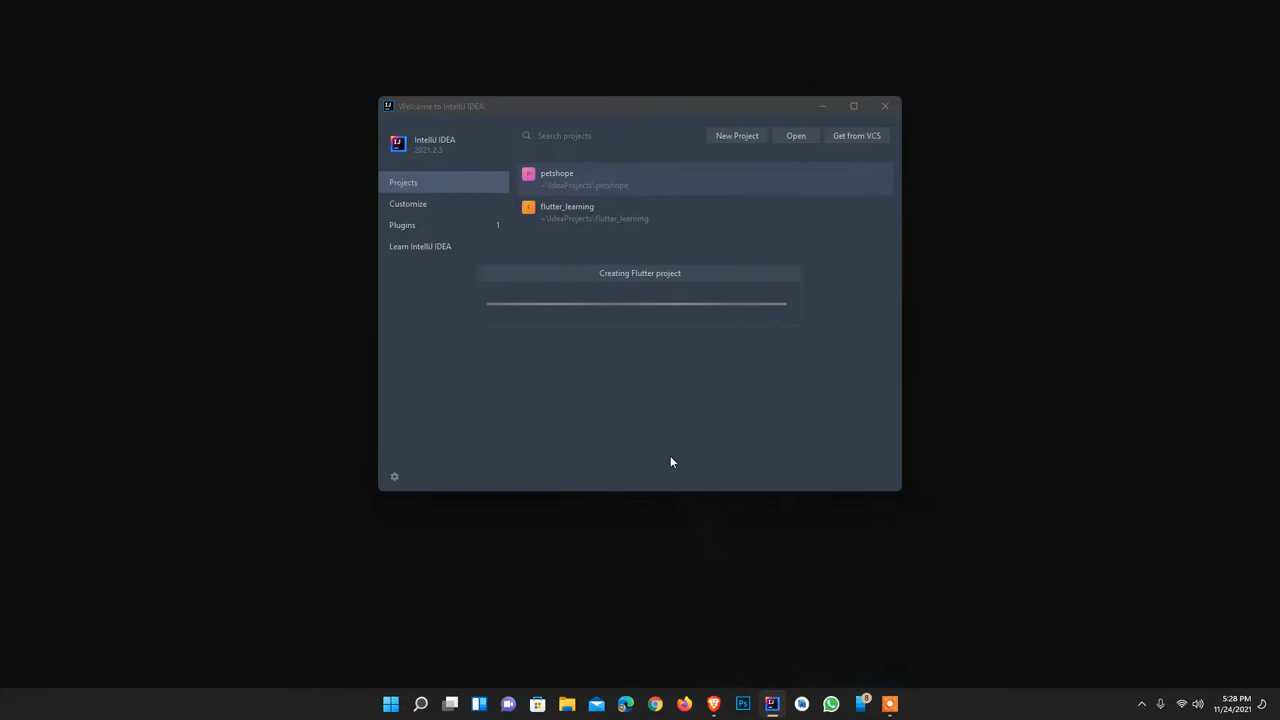 Welcome to IntelliJ IDEA
IntelliJ IDEA
2021.2.3
Search projects
New Project
Open
Get from VCS
Projects
Customize
Plugins
1
Learn IntelliJ IDEA
P
petshope
~\IdeaProjects\petshope
F
flutter_learning
~\IdeaProjects\flutter_learning
Creating Flutter project
Ps
8
5:28 PM
11/24/2021